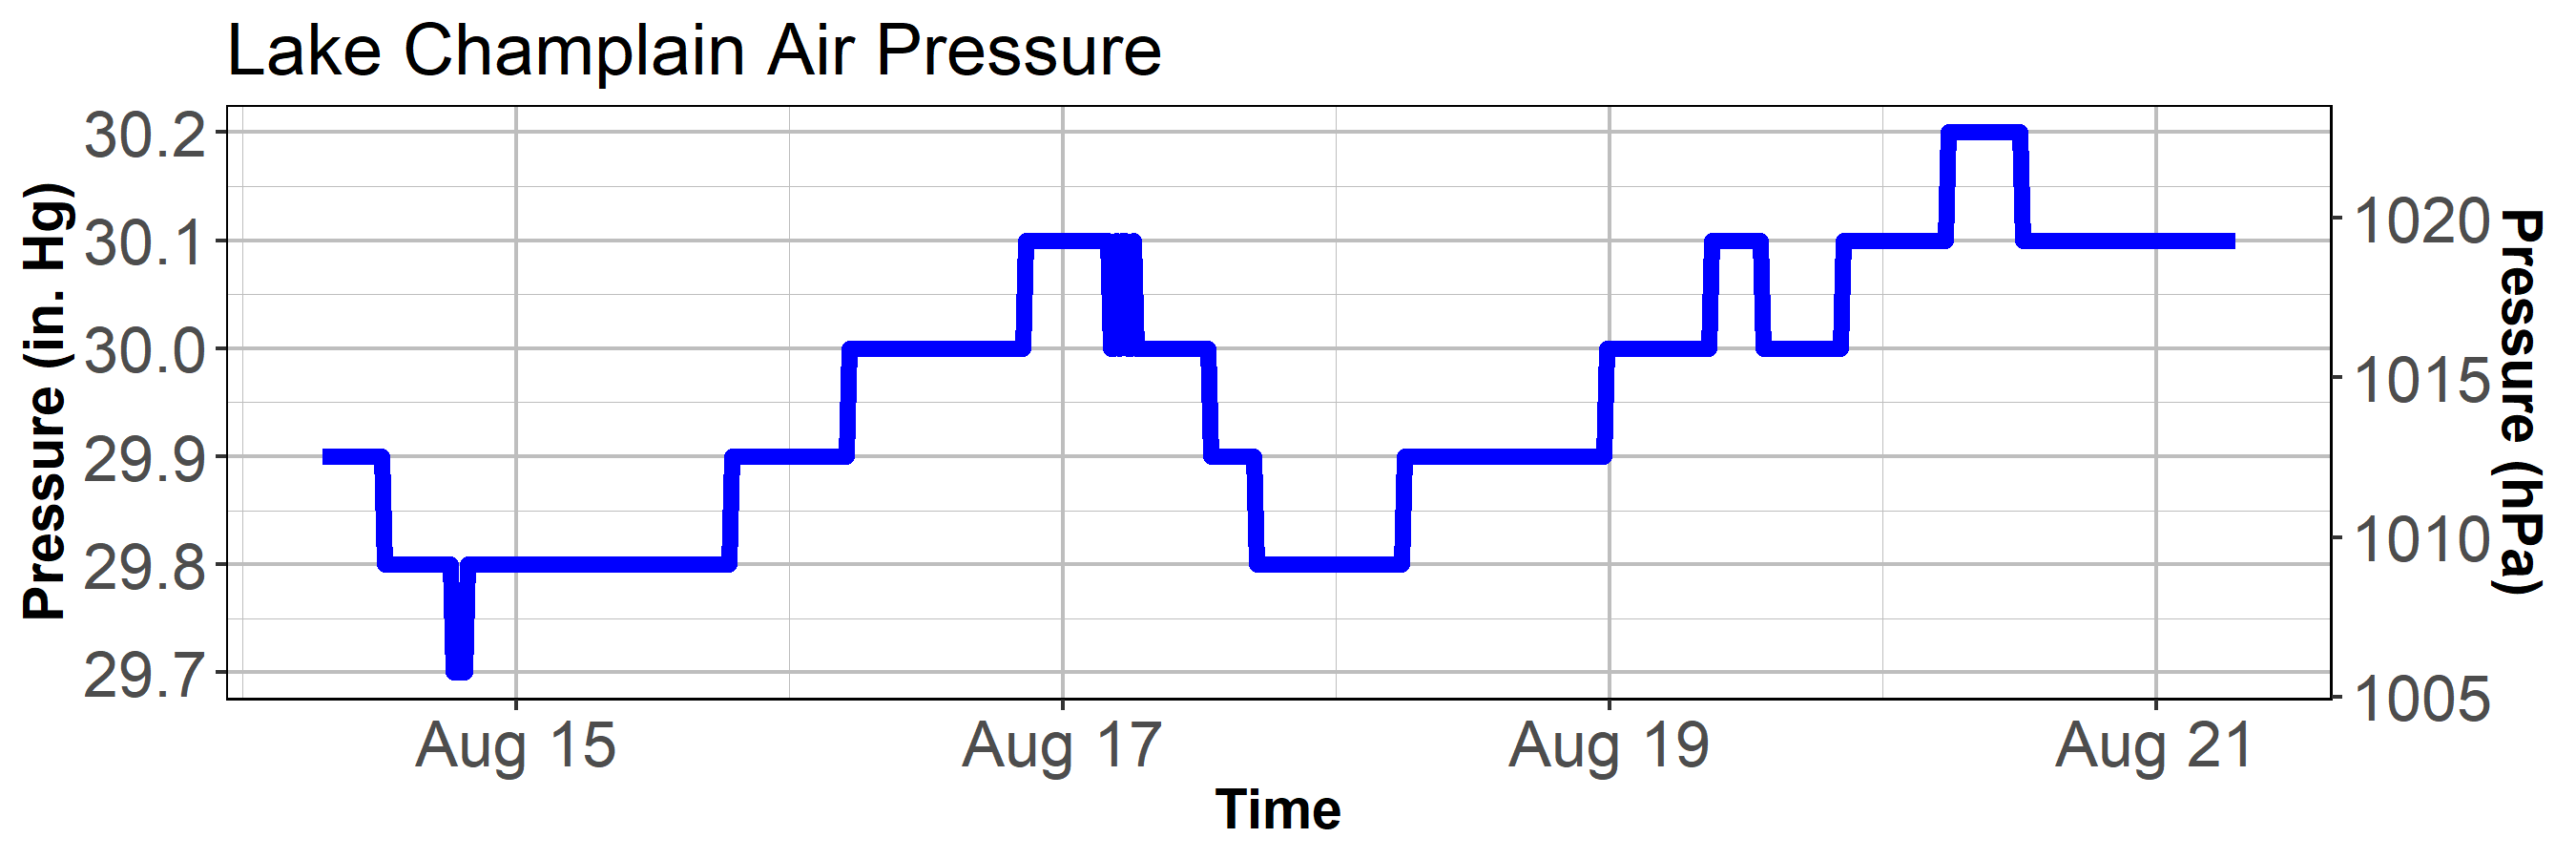 Lake Champlain Air Pressure
Pressure (in. Hg)
30.2
30.1
30.0
29.9
29.8
29.7
1020
1015
1010
1005
Pressure (hPa)
Aug 15 Aug 17 Aug 19 Aug 21
Time